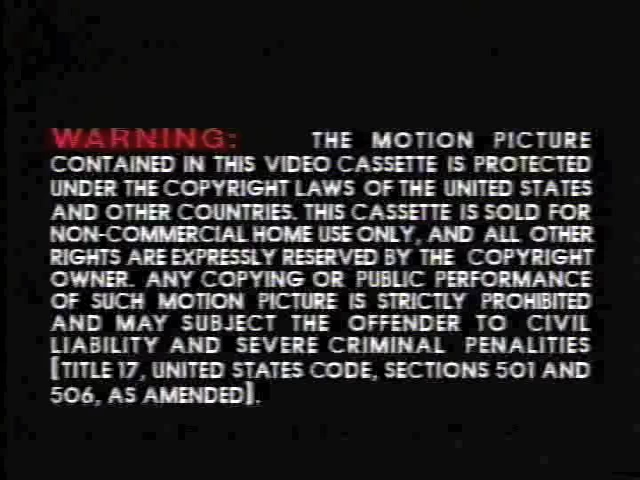 WARNING: THE MOTION PICTURE
CONTAINED IN THIS VIDEO CASSETTE IS PROTECTED
UNDER THE COPYRIGHT LAWS OF THE UNITED STATES
AND OTHER COUNTRIES. THIS CASSETTE IS SOLD FOR
NON-COMMERCIAL HOME USE ONLY, AND ALL OTHER
RIGHTS ARE EXPRESSLY RESERVED BY THE COPYRIGHT
OWNER. ANY COPYING OR PUBLIC PERFORMANCE
OF SUCH MOTION PICTURE IS STRICTLY PROHIBITED
AND MAY SUBJECT THE OFFENDER TO CIVIL
LIABILITY AND SEVERE CRIMINAL PENALITIES
[TITLE 17, UNITED STATES CODE, SECTIONS 501 AND
506, AS AMENDED].